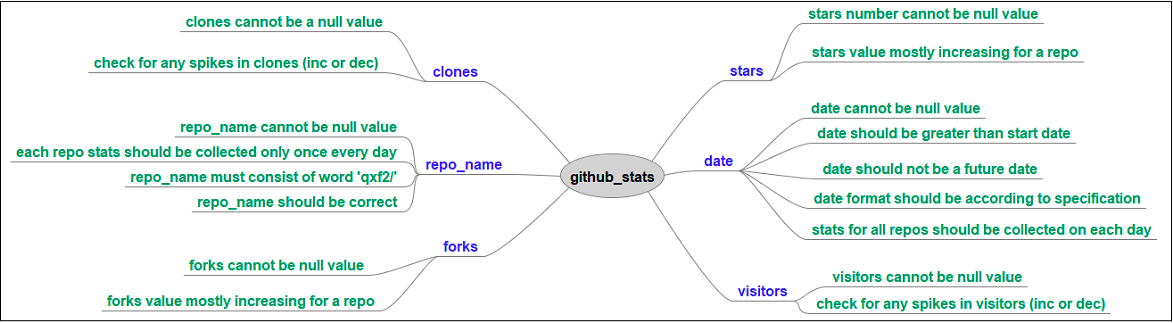 clones cannot be a null value
check for any spikes in clones (inc or dec)
clones
repo_name cannot be null value
each repo stats should be collected only once every day
repo_name must consist of word 'qxf2/'
repo_name should be correct
repo_name
forks
forks cannot be null value
forks value mostly increasing for a repo
github_stats
stars number cannot be null value
stars value mostly increasing for a repo
stars
date cannot be null value
date should be greater than start date
date
date should not be a future date
date format should be according to specification
stats for all repos should be collected on each day
visitors cannot be null value
visitors
check for any spikes in visitors (inc or dec)